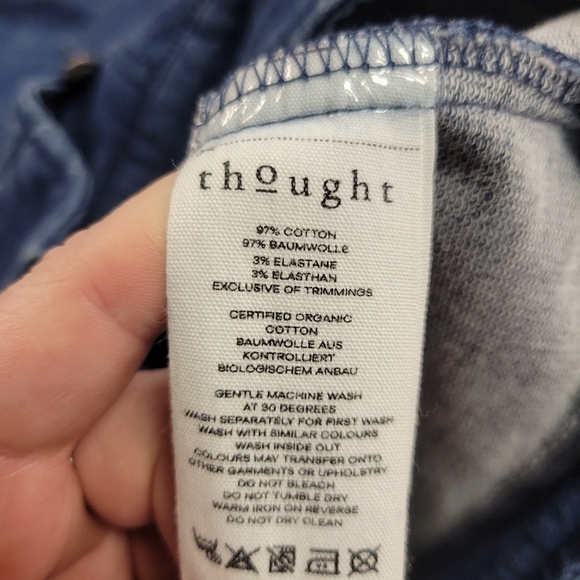 thought
97% COTTON
97% BAUMWOLLE
3% ELASTANE
3% ELASTHAN
EXCLUSIVE OF TRIMMINGS
CERTIFIED ORGANIC
COTTON
BAUMWOLLE AUS
KONTROLLIERT
BIOLOGISCHEM ANBAU
GENTLE MACHINE WASH
AT 30 DEGREES
WASH SEPARATELY FOR FIRST WASH
WASH WITH SIMILAR COLOURS
WASH INSIDE OUT
COLOURS MAY TRANSFER ONTO
OTHER GARMENTS OR UPHOLSTRY
DO NOT BLEACH
DO NOT TUMBLE DRY
WARM IRON ON REVERSE
DO NOT DRY CLEAN